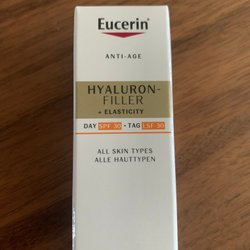 Eucerin®
ANTI-AGE
HYALURON-
FILLER
+ ELASTICITY
DAY SPF 30 • TAG LSF 30
ALL SKIN TYPES
ALLE HAUTTYPEN